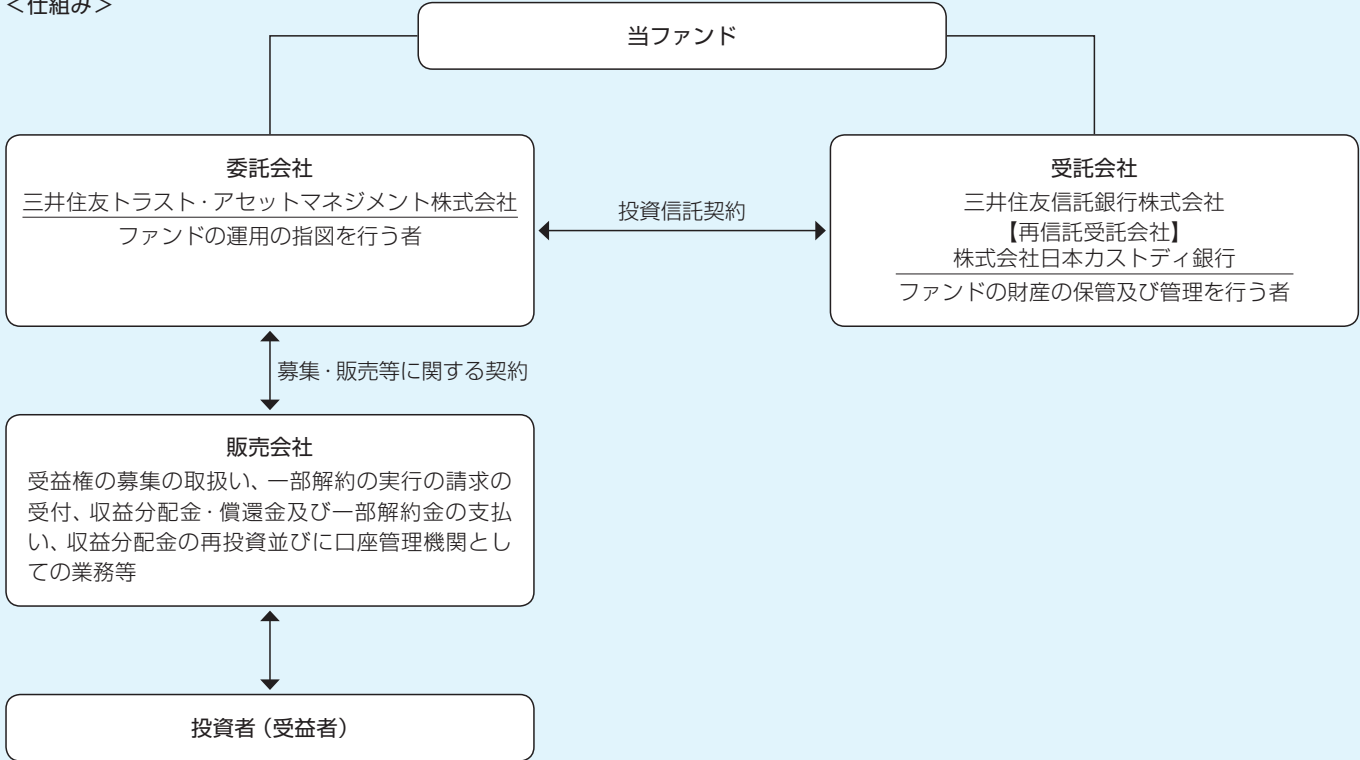 ＜仕組み＞
当ファンド
委託会社
三井住友トラスト・アセットマネジメント株式会社
ファンドの運用の指図を行う者
投資信託契約
受託会社
三井住友信託銀行株式会社
【再信託受託会社】
株式会社日本カストディ銀行
ファンドの財産の保管及び管理を行う者
募集・販売等に関する契約
販売会社
受益権の募集の取扱い、一部解約の実行の請求の
受付、収益分配金・償還金及び一部解約金の支払
い、収益分配金の再投資並びに口座管理機関とし
ての業務等
投資者（受益者）